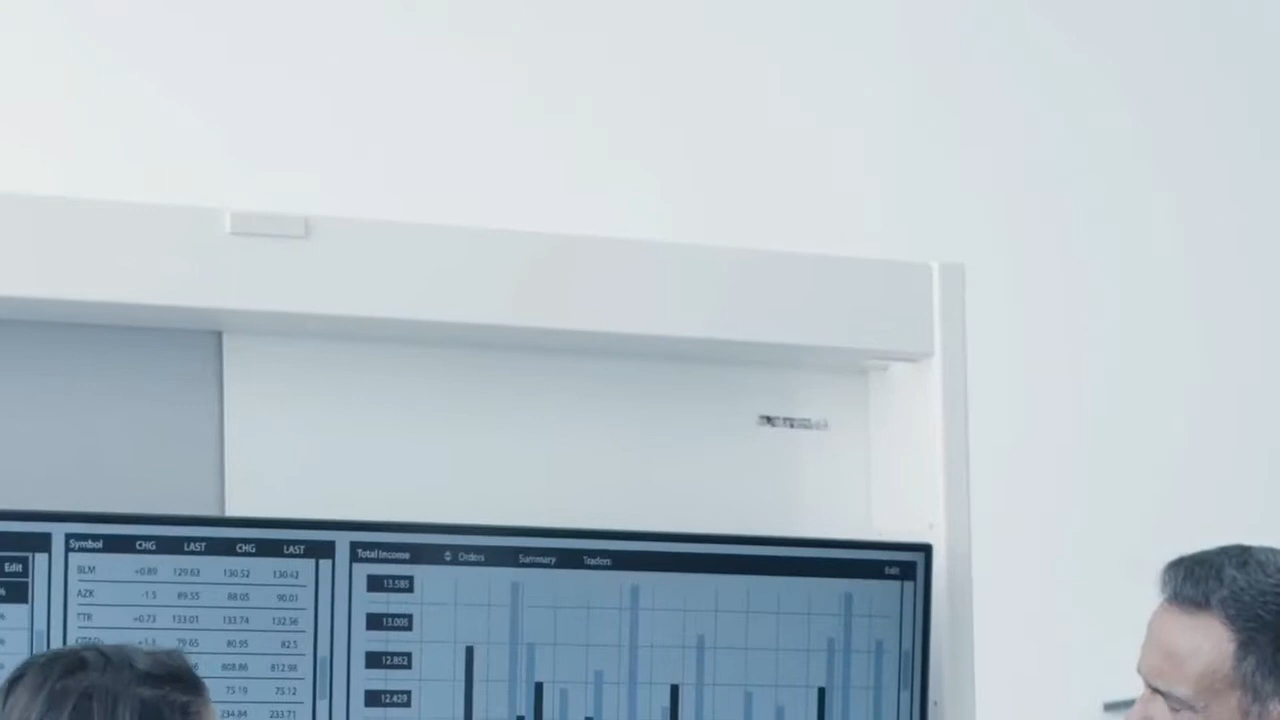 Edit
Symbol CHG LAST CHG LAST
SLM +0.89 129.63 130.52 130.42
AZK -1.5 89.55 88.05 90.01
TTR +0.73 133.01 133.74 132.56
-1.1 79.65 80.95 82.5
808.86 812.98
75.19 75.12
234.84 233.71
Total Income Orders Summary Traders Edit
13.585
13.005
12.852
12.429